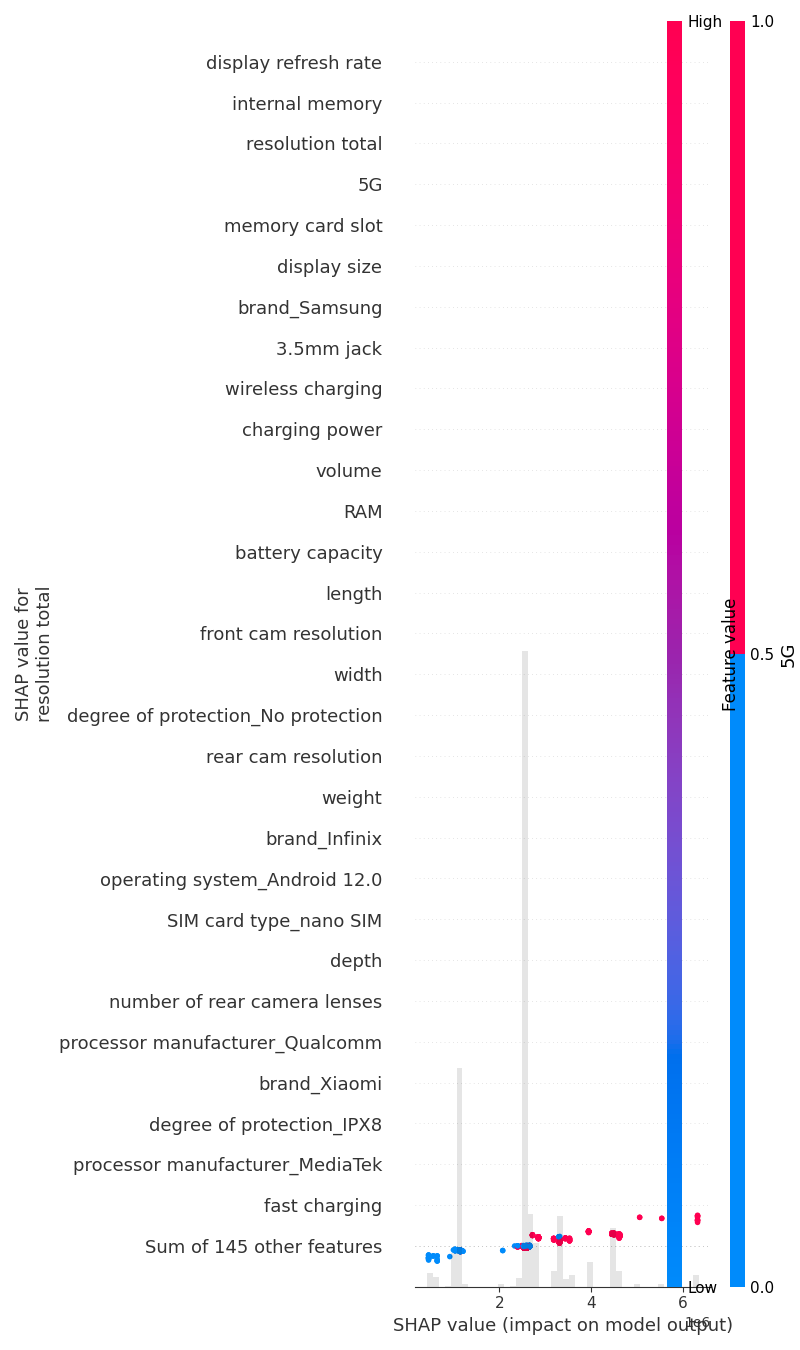 High
1.0
display refresh rate
internal memory
resolution total
5G
memory card slot
display size
brand_Samsung
3.5mm jack
wireless charging
charging power
volume
RAM
battery capacity
length
front cam resolution
width
degree of protection_No protection
rear cam resolution
weight
brand_Infinix
operating system_Android 12.0
SIM card type_nano SIM
depth
number of rear camera lenses
processor manufacturer_Qualcomm
brand_Xiaomi
degree of protection_IPX8
processor manufacturer_MediaTek
fast charging
Sum of 145 other features
SHAP value for
resolution total
Feature value
0.5
5G
Low
0.0
2
4
6
1e6
SHAP value (impact on model output)